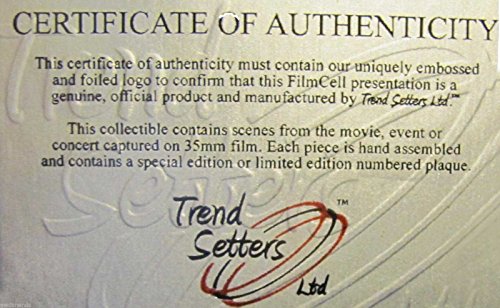 CERTIFICATE OF AUTHENTICITY
This certificate of authenticity must contain our uniquely embossed
and foiled logo to confirm that this FilmCell presentation is a
genuine, official product and manufactured by Trend Setters Ltd.™
This collectible contains scenes from the movie, event or
concert captured on 35mm film. Each piece is hand assembled
and contains a special edition or limited edition numbered plaque.
Trend ™
Setters
Ltd